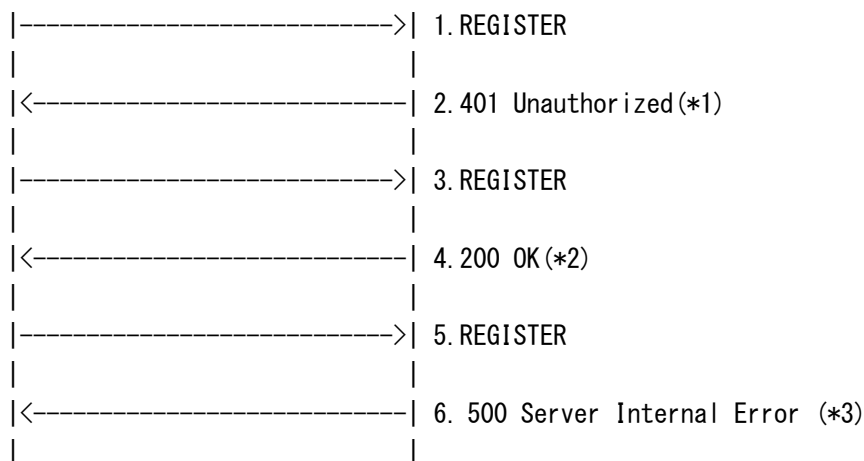 1.REGISTER
2.401 Unauthorized(*1)
3.REGISTER
4.200 OK(*2)
5.REGISTER
6. 500 Server Internal Error (*3)